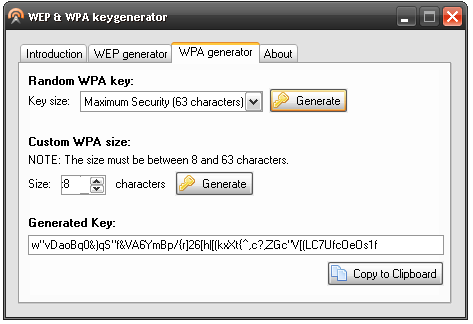 WEP & WPA keygenerator
Introduction WEP generator WPA generator About
Random WPA key:
Key size: Maximum Security (63 characters) Generate
Custom WPA size:
NOTE: The size must be between 8 and 63 characters.
Size: 8 characters Generate
Generated Key:
w"vDaoBq0&)qS"f&VA6YmBp/{r]26[hl[(kxXt{^,c?,ZGc"V[(LC7UfcOeOs1f
Copy to Clipboard